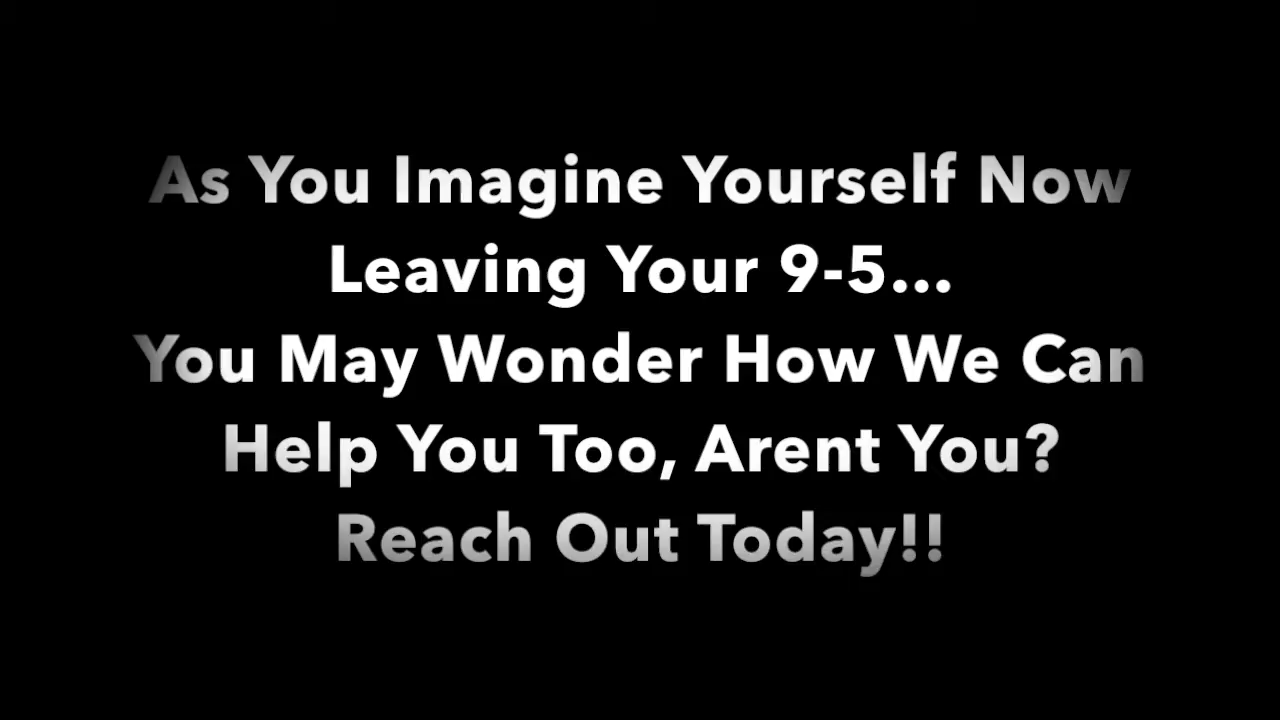 As You Imagine Yourself Now
Leaving Your 9-5...
You May Wonder How We Can
Help You Too, Arent You?
Reach Out Today!!